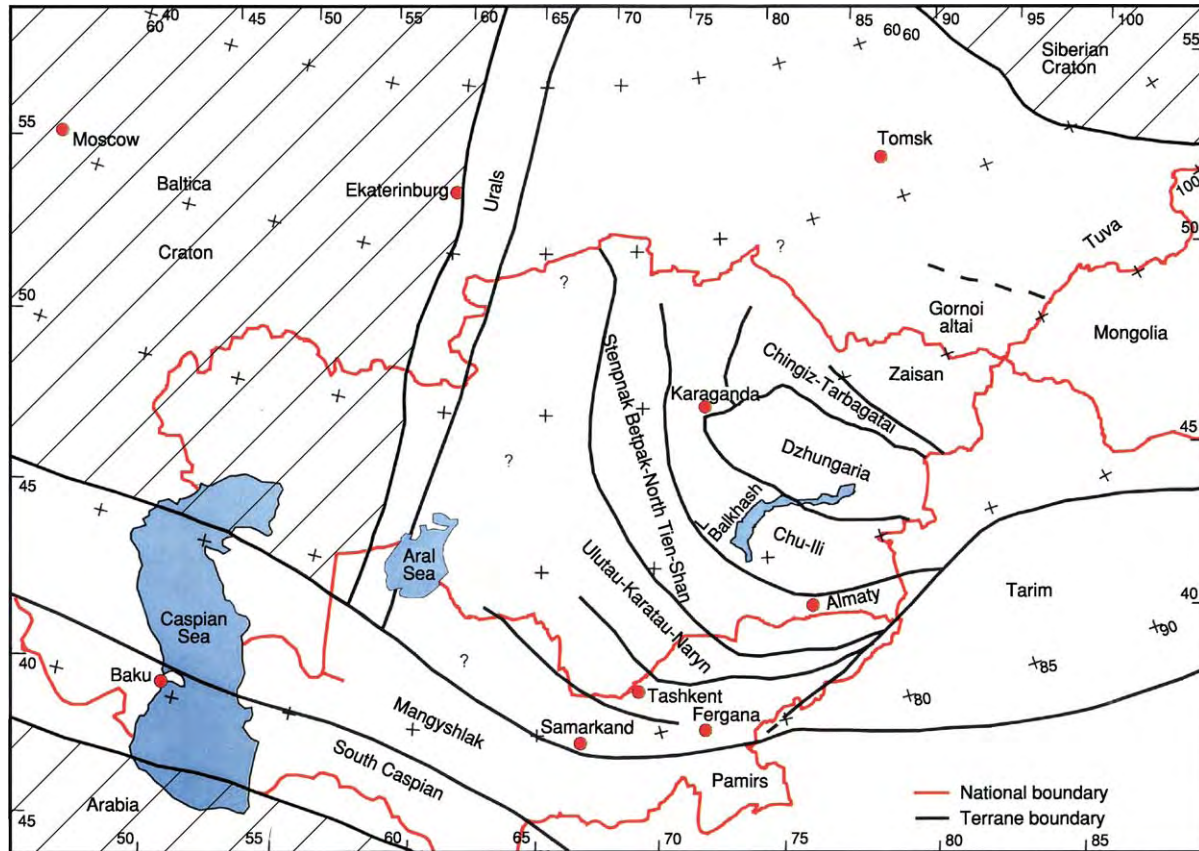 40 45 50 55 60 65 70 75 80 85 90 95 100
60
60 60
55
Siberian
Craton
55
Moscow
Tomsk
Baltica
Ekaterinburg
Urals
100
Craton
Tuva
50
?
50
?
Gornoi
altai
Mongolia
Stenpnak Betpak-North Tien-Shan
Chingiz-Tarbagatai
Zaisan
Karaganda
45
Dzhungaria
45
?
Balkhash
Aral
Sea
Chu-Ili
Ulutau-Karatau-Naryn
Tarim
Almaty
40
Caspian
Sea
90
40
?
85
Baku
80
Tashkent
Mangyshlak
Fergana
Samarkand
South Caspian
Pamirs
Arabia
National boundary
45
Terrane boundary
50 55 60 65 70 75 80 85